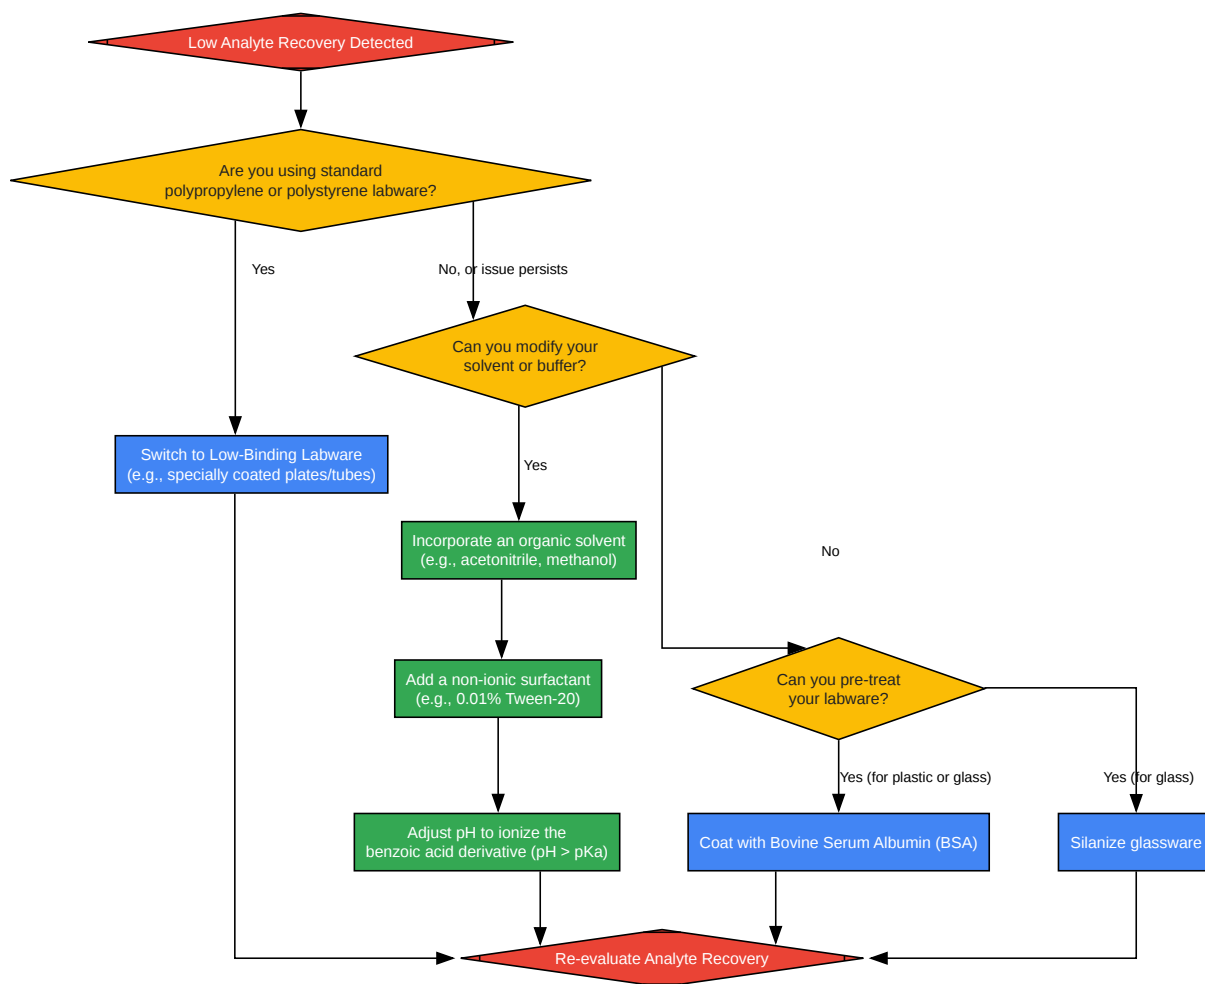 Low Analyte Recovery Detected
Are you using standard
polypropylene or polystyrene labware?
Yes
No, or issue persists
Can you modify your
solvent or buffer?
Switch to Low-Binding Labware
(e.g., specially coated plates/tubes)
Yes
Incorporate an organic solvent
(e.g., acetonitrile, methanol)
No
Add a non-ionic surfactant
(e.g., 0.01% Tween-20)
Can you pre-treat
your labware?
Yes (for plastic or glass)
Yes (for glass)
Adjust pH to ionize the
benzoic acid derivative (pH > pKa)
Coat with Bovine Serum Albumin (BSA)
Silanize glassware
Re-evaluate Analyte Recovery